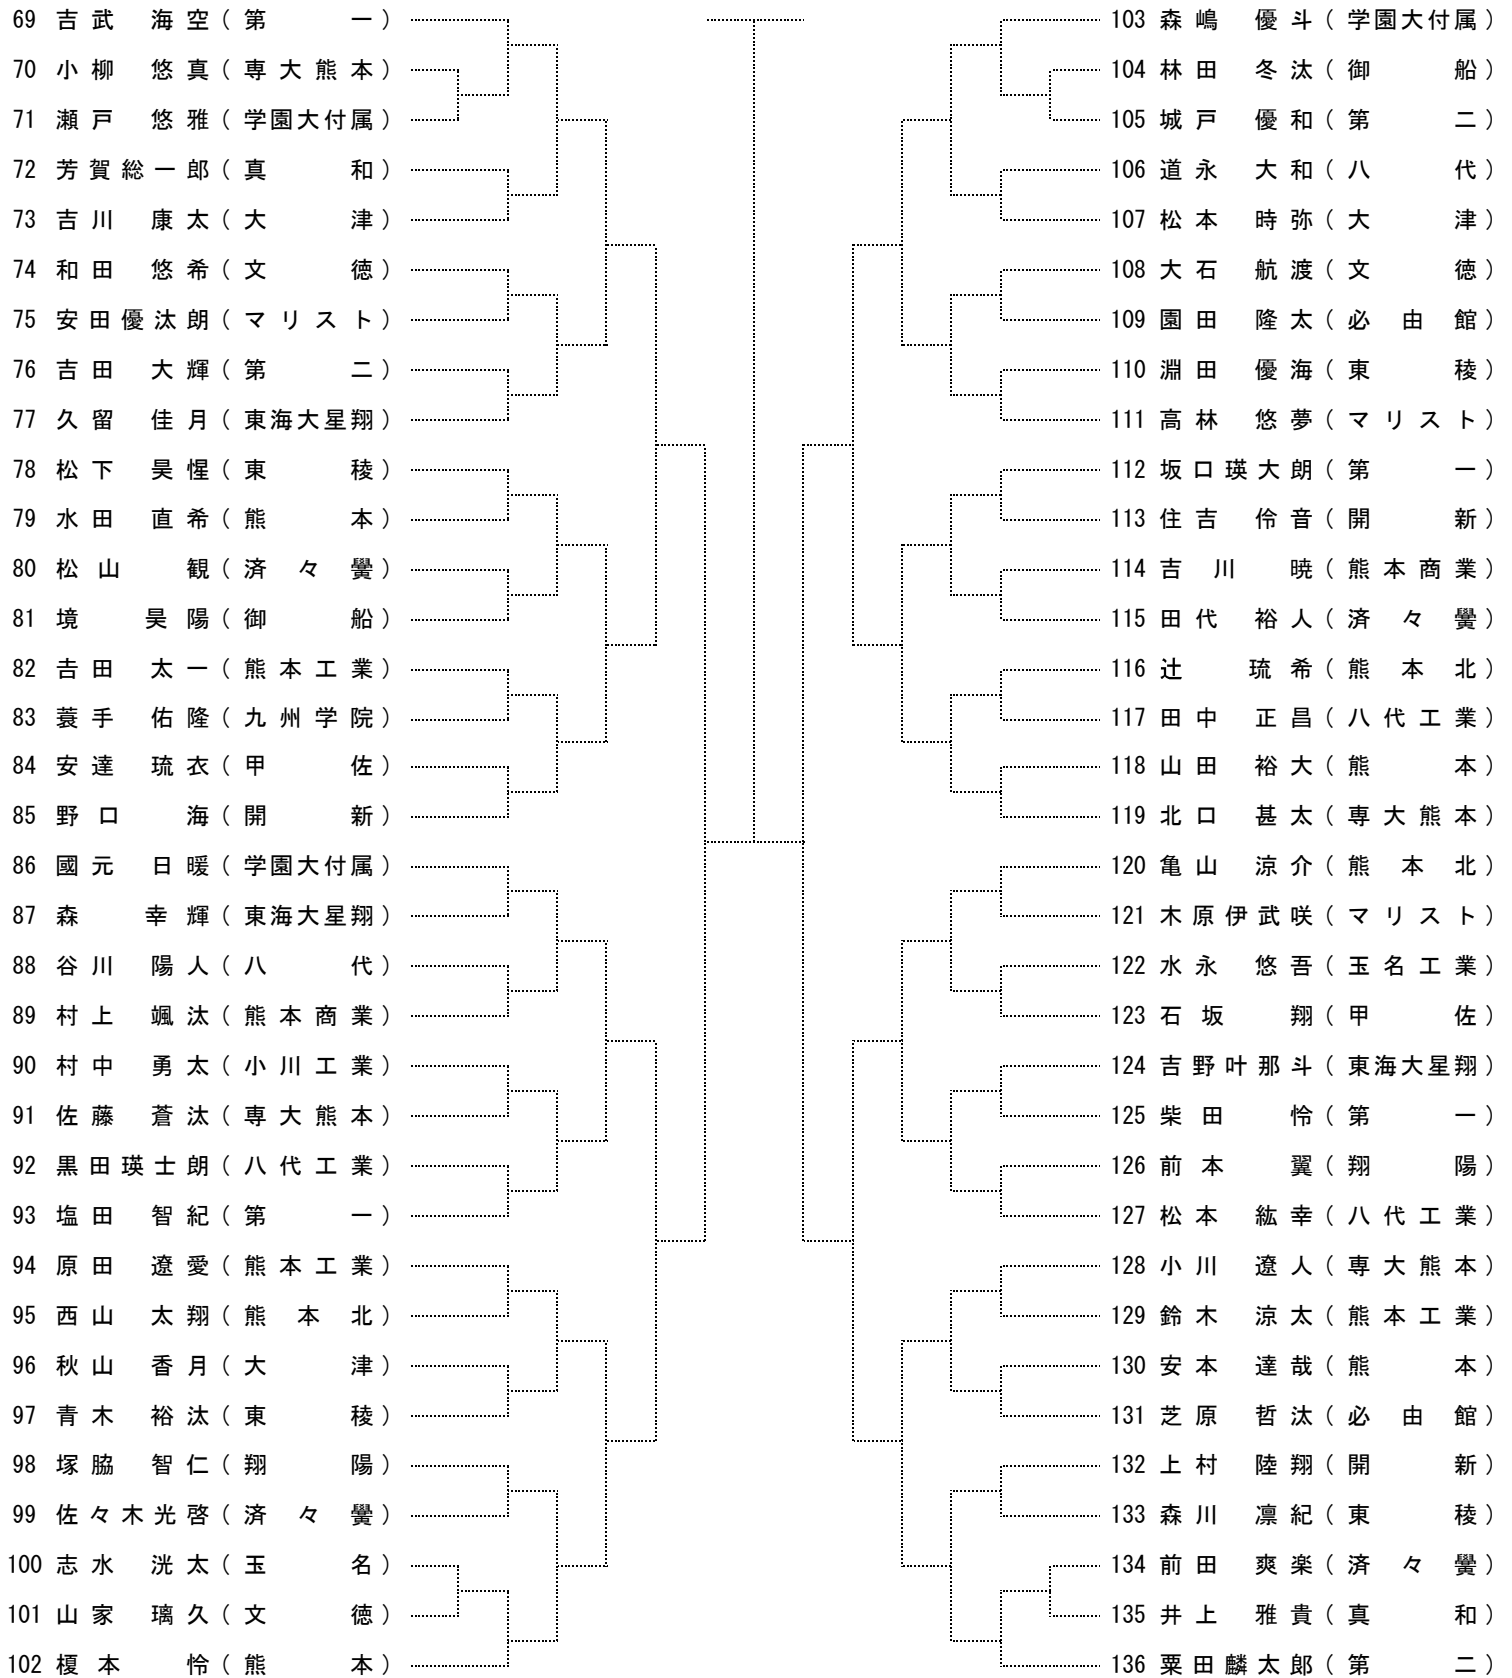 69 吉武 海空（第一）
70 小柳 悠真（専大熊本）
71 瀬戸 悠雅（学園大付属）
72 芳賀総一郎（真和）
73 吉川 康太（大津）
74 和田 悠希（文徳）
75 安田優汰朗（マリスト）
76 吉田 大輝（第二）
77 久留 佳月（東海大星翔）
78 松下 昊惺（東稜）
79 水田 直希（熊本）
80 松山 観（済々黌）
81 境 昊陽（御船）
82 𠮷田 太一（熊本工業）
83 蓑手 佑隆（九州学院）
84 安達 琉衣（甲佐）
85 野口 海（開新）
86 國元 日暖（学園大付属）
87 森 幸輝（東海大星翔）
88 谷川 陽人（八代）
89 村上 颯汰（熊本商業）
90 村中 勇太（小川工業）
91 佐藤 蒼汰（専大熊本）
92 黒田瑛士朗（八代工業）
93 塩田 智紀（第一）
94 原田 遼愛（熊本工業）
95 西山 太翔（熊本北）
96 秋山 香月（大津）
97 青木 裕汰（東稜）
98 塚脇 智仁（翔陽）
99 佐々木光啓（済々黌）
100 志水 洸太（玉名）
101 山家 璃久（文徳）
102 榎本 怜（熊本）
103 森嶋 優斗（学園大付属）
104 林田 冬汰（御船）
105 城戸 優和（第二）
106 道永 大和（八代）
107 松本 時弥（大津）
108 大石 航渡（文徳）
109 園田 隆太（必由館）
110 淵田 優海（東稜）
111 高林 悠夢（マリスト）
112 坂口瑛大朗（第一）
113 住吉 伶音（開新）
114 吉川 暁（熊本商業）
115 田代 裕人（済々黌）
116 辻 琉希（熊本北）
117 田中 正昌（八代工業）
118 山田 裕大（熊本）
119 北口 甚太（専大熊本）
120 亀山 涼介（熊本北）
121 木原伊武咲（マリスト）
122 水永 悠吾（玉名工業）
123 石坂 翔（甲佐）
124 吉野叶那斗（東海大星翔）
125 柴田 怜（第一）
126 前本 翼（翔陽）
127 松本 紘幸（八代工業）
128 小川 遼人（専大熊本）
129 鈴木 涼太（熊本工業）
130 安本 達哉（熊本）
131 芝原 哲汰（必由館）
132 上村 陸翔（開新）
133 森川 凛紀（東稜）
134 前田 爽楽（済々黌）
135 井上 雅貴（真和）
136 粟田麟太郎（第二）